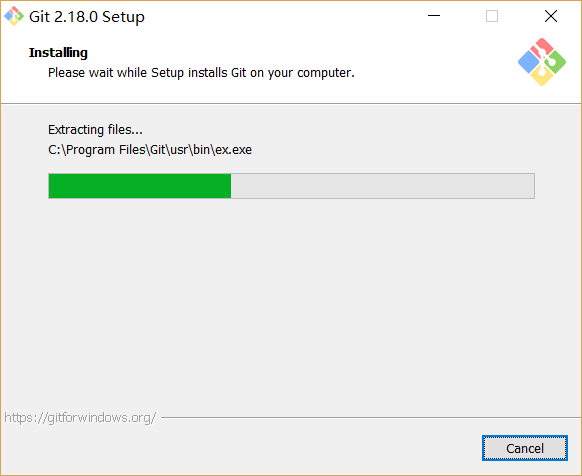 Git 2.18.0 Setup
Installing
Please wait while Setup installs Git on your computer.
Extracting files...
C:\Program Files\Git\usr\bin\ex.exe
https://gitforwindows.org/
Cancel